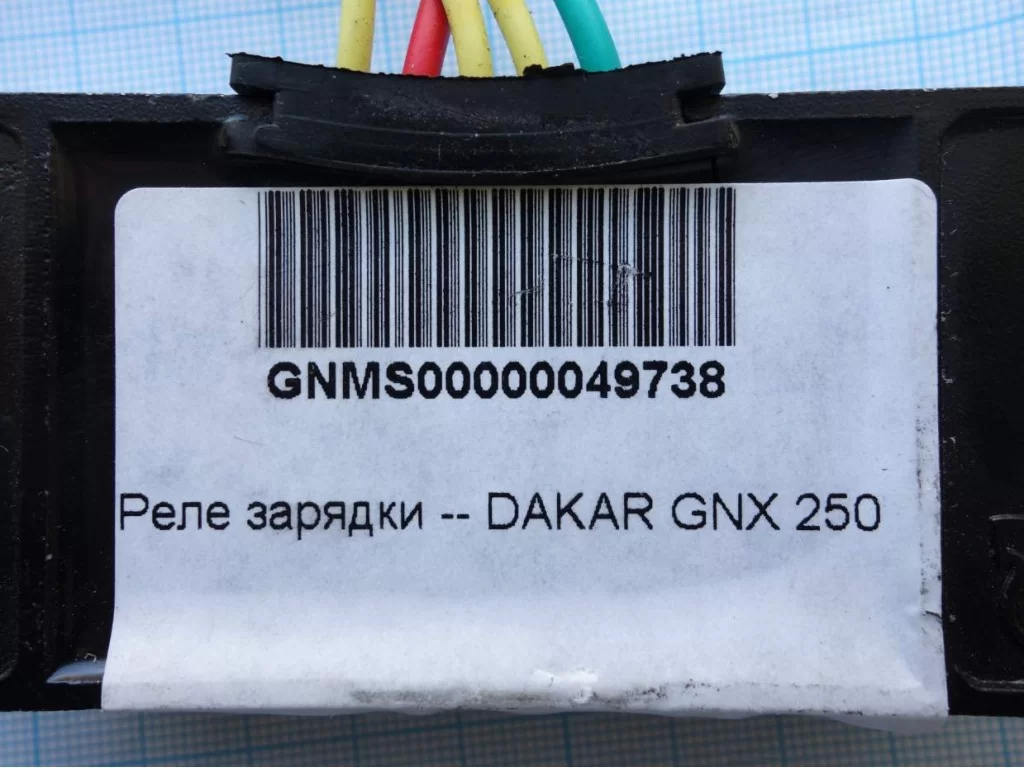 GNMS00000049738
Реле зарядки -- DAKAR GNX 250